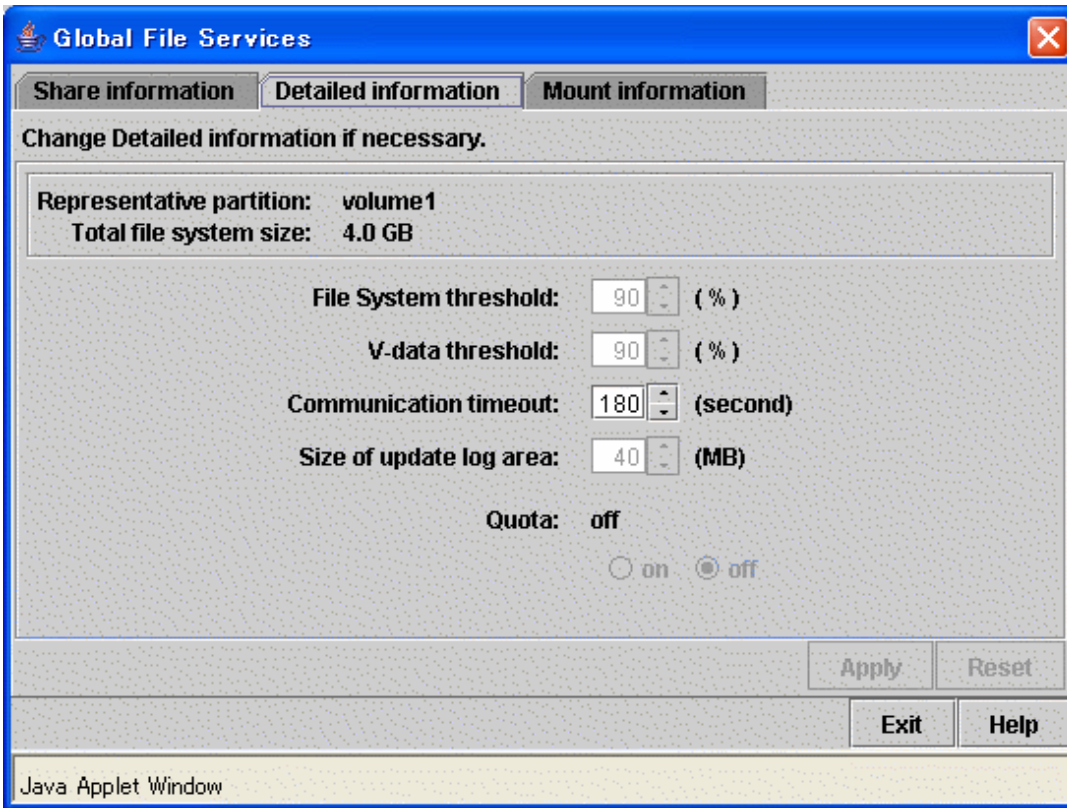 Global File Services
Share information Detailed information Mount information
Change Detailed information if necessary.
Representative partition: volume1
Total file system size: 4.0 GB
File System threshold: 90 ( % )
V-data threshold: 90 ( % )
Communication timeout: 180 (second)
Size of update log area: 40 (MB)
Quota: off
on off
Apply Reset
Exit Help
Java Applet Window